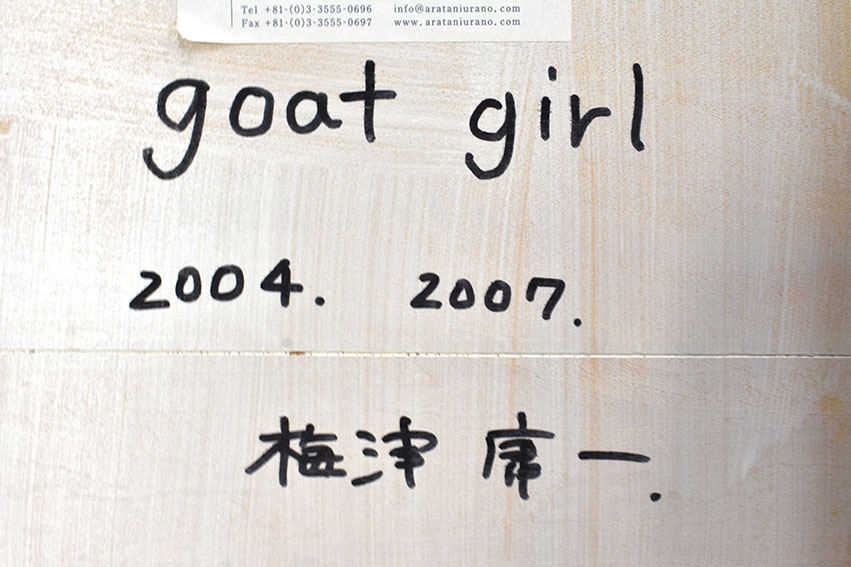 Tel +81-(0)3-3555-0696 info@arataniurano.com
Fax +81-(0)3-3555-0697 www.arataniurano.com
goat girl
2004. 2007.
梅津庸一.